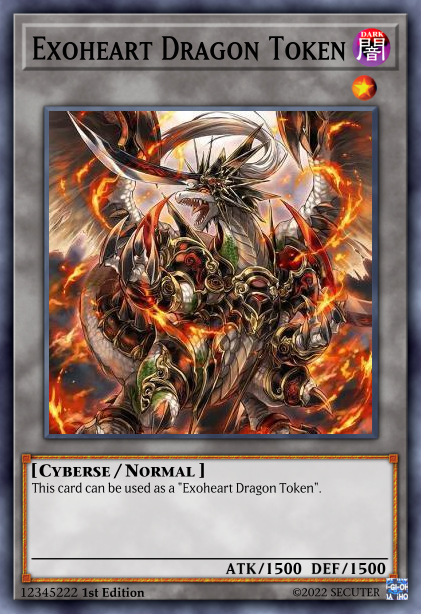 Exoheart Dragon Token
DARK
闇
[Cyberse / Normal ]
This card can be used as a "Exoheart Dragon Token".
ATK/1500 DEF/1500
12345222 1st Edition
©2022 SECUTER